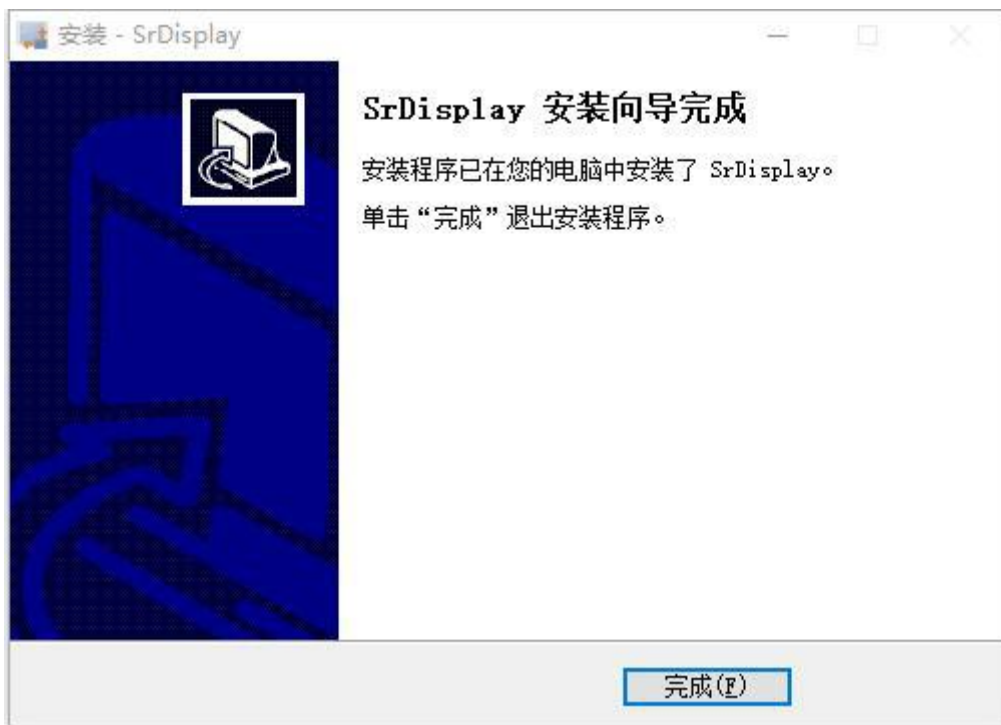 安装 - SrDisplay
SrDisplay 安装向导完成
安装程序已在您的电脑中安装了 SrDisplay。
单击“完成”退出安装程序。
完成(F)